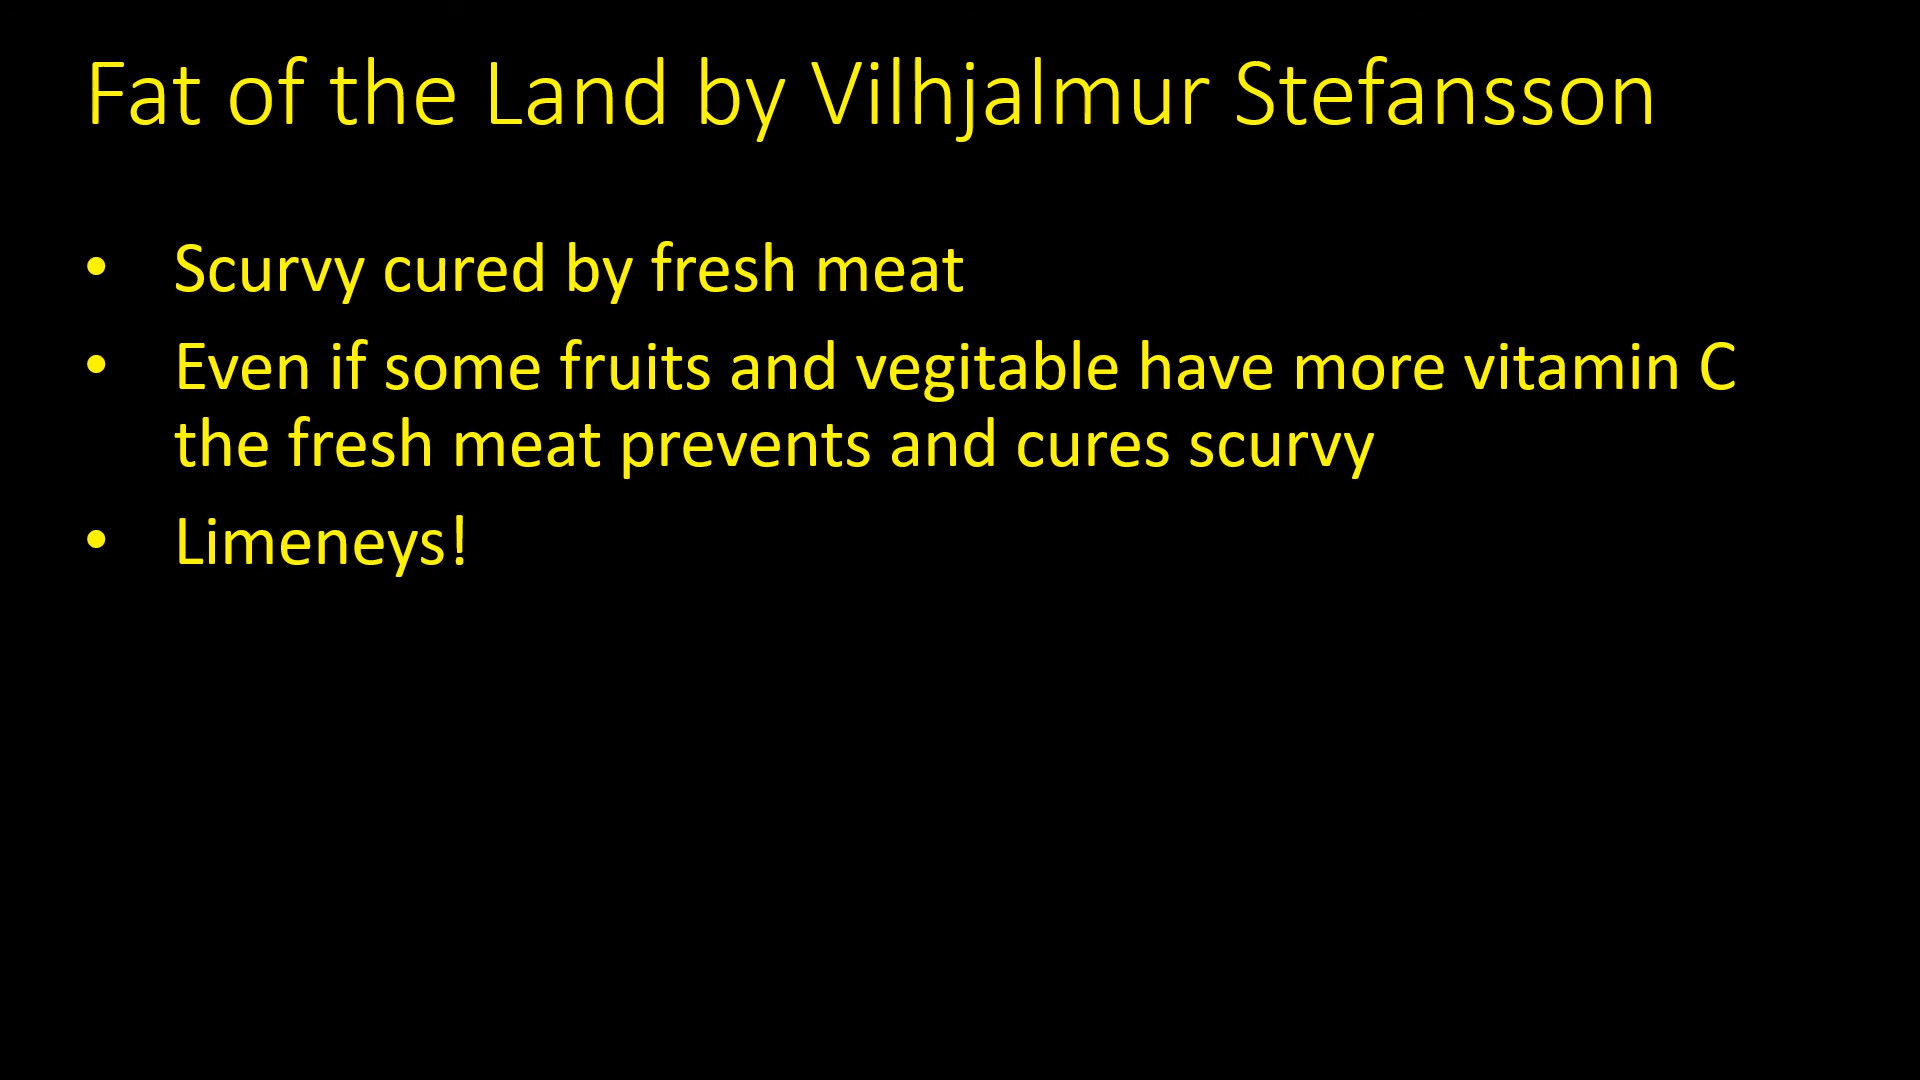 Fat of the Land by Vilhjalmur Stefansson
• Scurvy cured by fresh meat
• Even if some fruits and vegitable have more vitamin C
the fresh meat prevents and cures scurvy
• Limeneys!